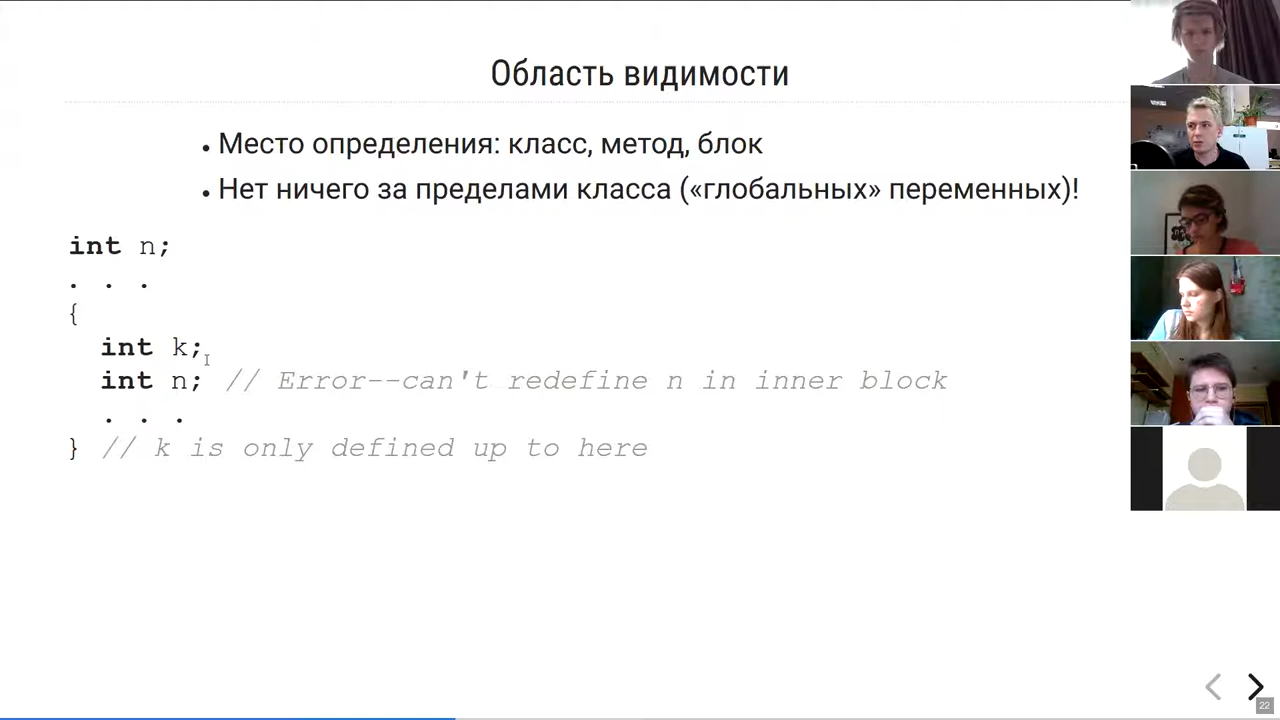 Область видимости
• Место определения: класс, метод, блок
• Нет ничего за пределами класса («глобальных» переменных)!
int n;
. . .
{
int k;
int n; // Error--can't redefine n in inner block
. . .
} // k is only defined up to here
22